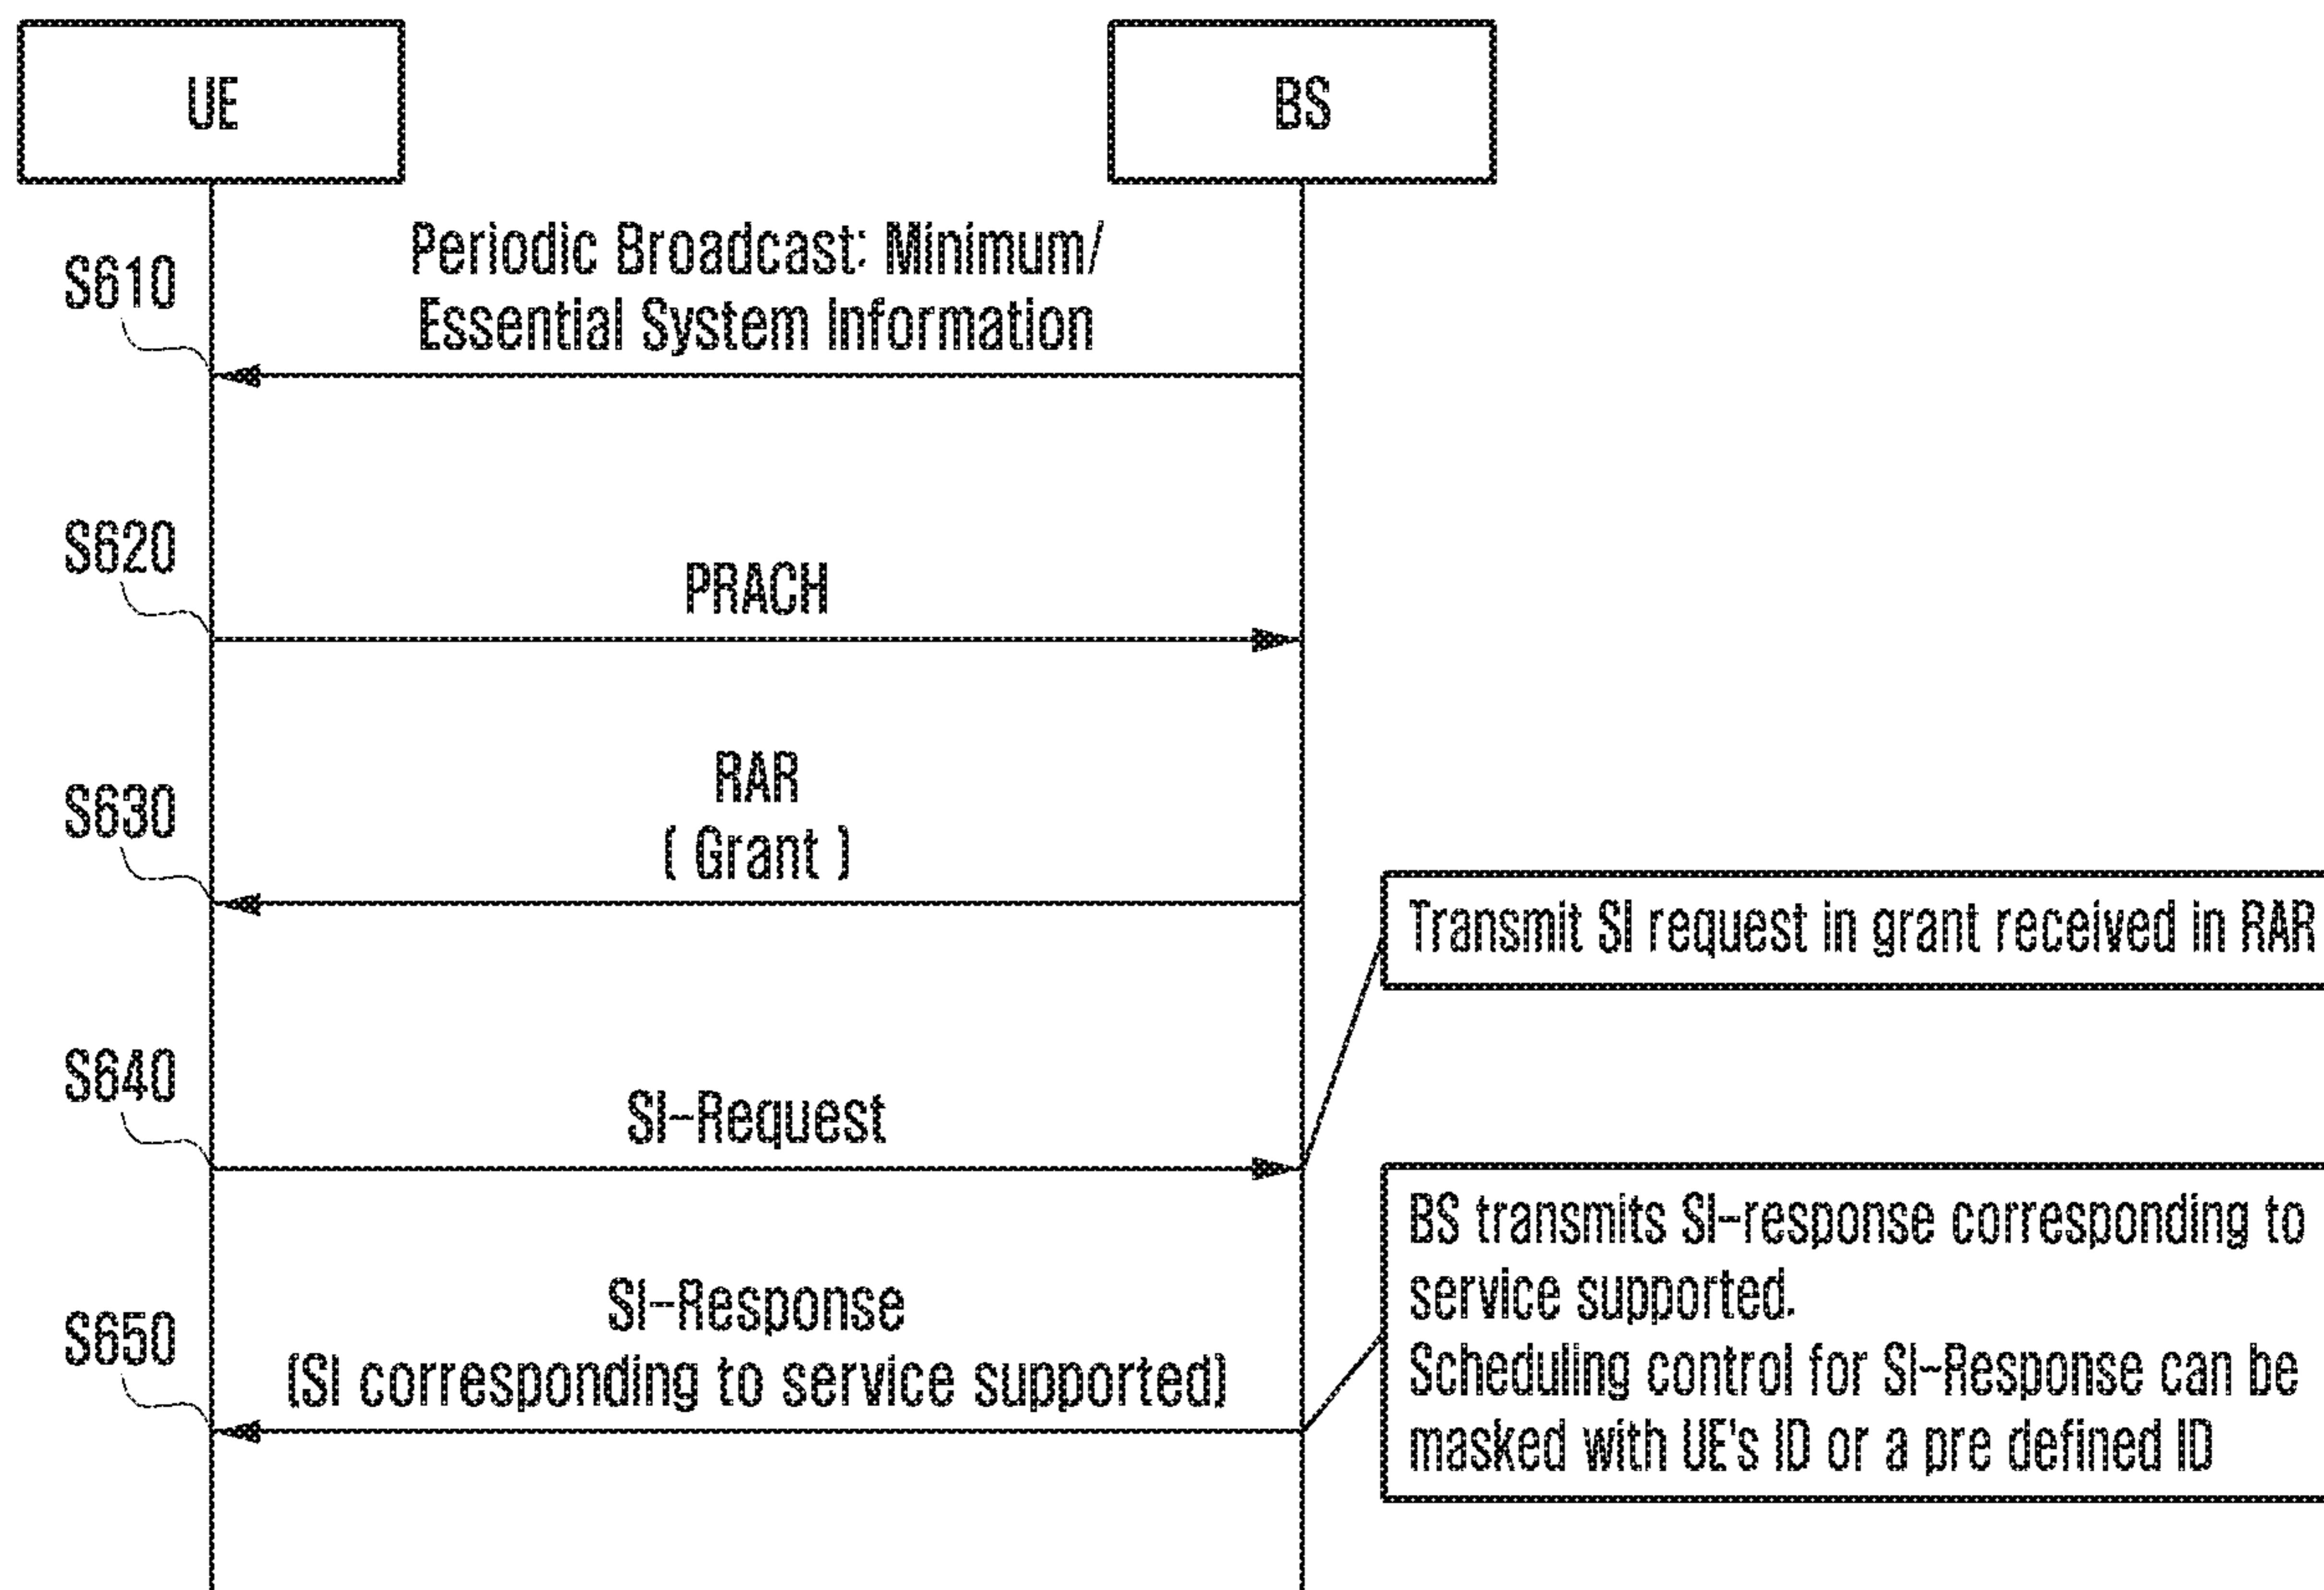 UE
BS
S610
Periodic Broadcast: Minimum/
Essential System Information
S620
PRACH
S630
RAR
( Grant )
Transmit SI request in grant received in RAR
S640
SI-Request
S650
SI-Response
(SI corresponding to service supported)
BS transmits SI-response corresponding to
service supported.
Scheduling control for SI-Response can be
masked with UE's ID or a pre defined ID